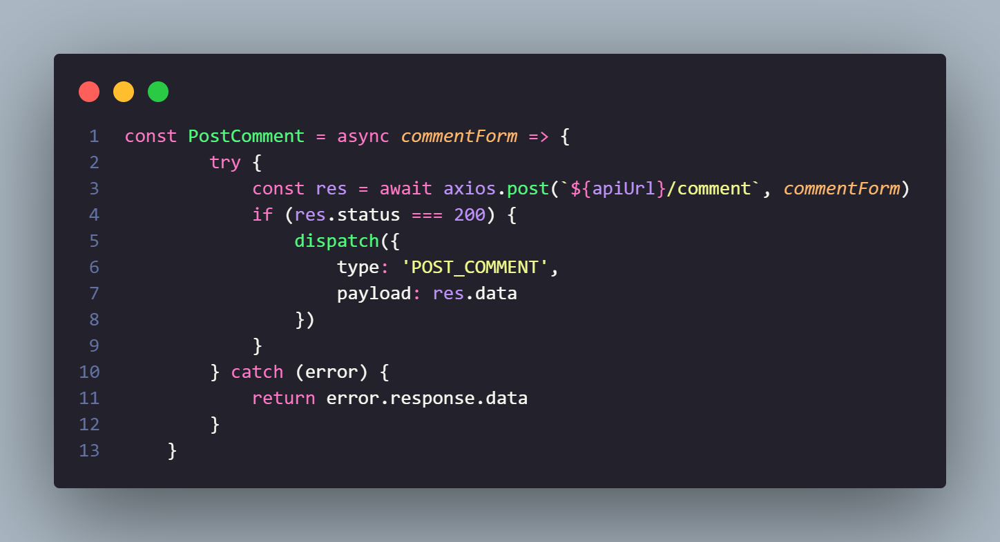 1 const PostComment = async commentForm => {
2         try {
3             const res = await axios.post(`${apiUrl}/comment`, commentForm)
4             if (res.status === 200) {
5                 dispatch({
6                     type: 'POST_COMMENT',
7                     payload: res.data
8                 })
9             }
10         } catch (error) {
11             return error.response.data
12         }
13     }